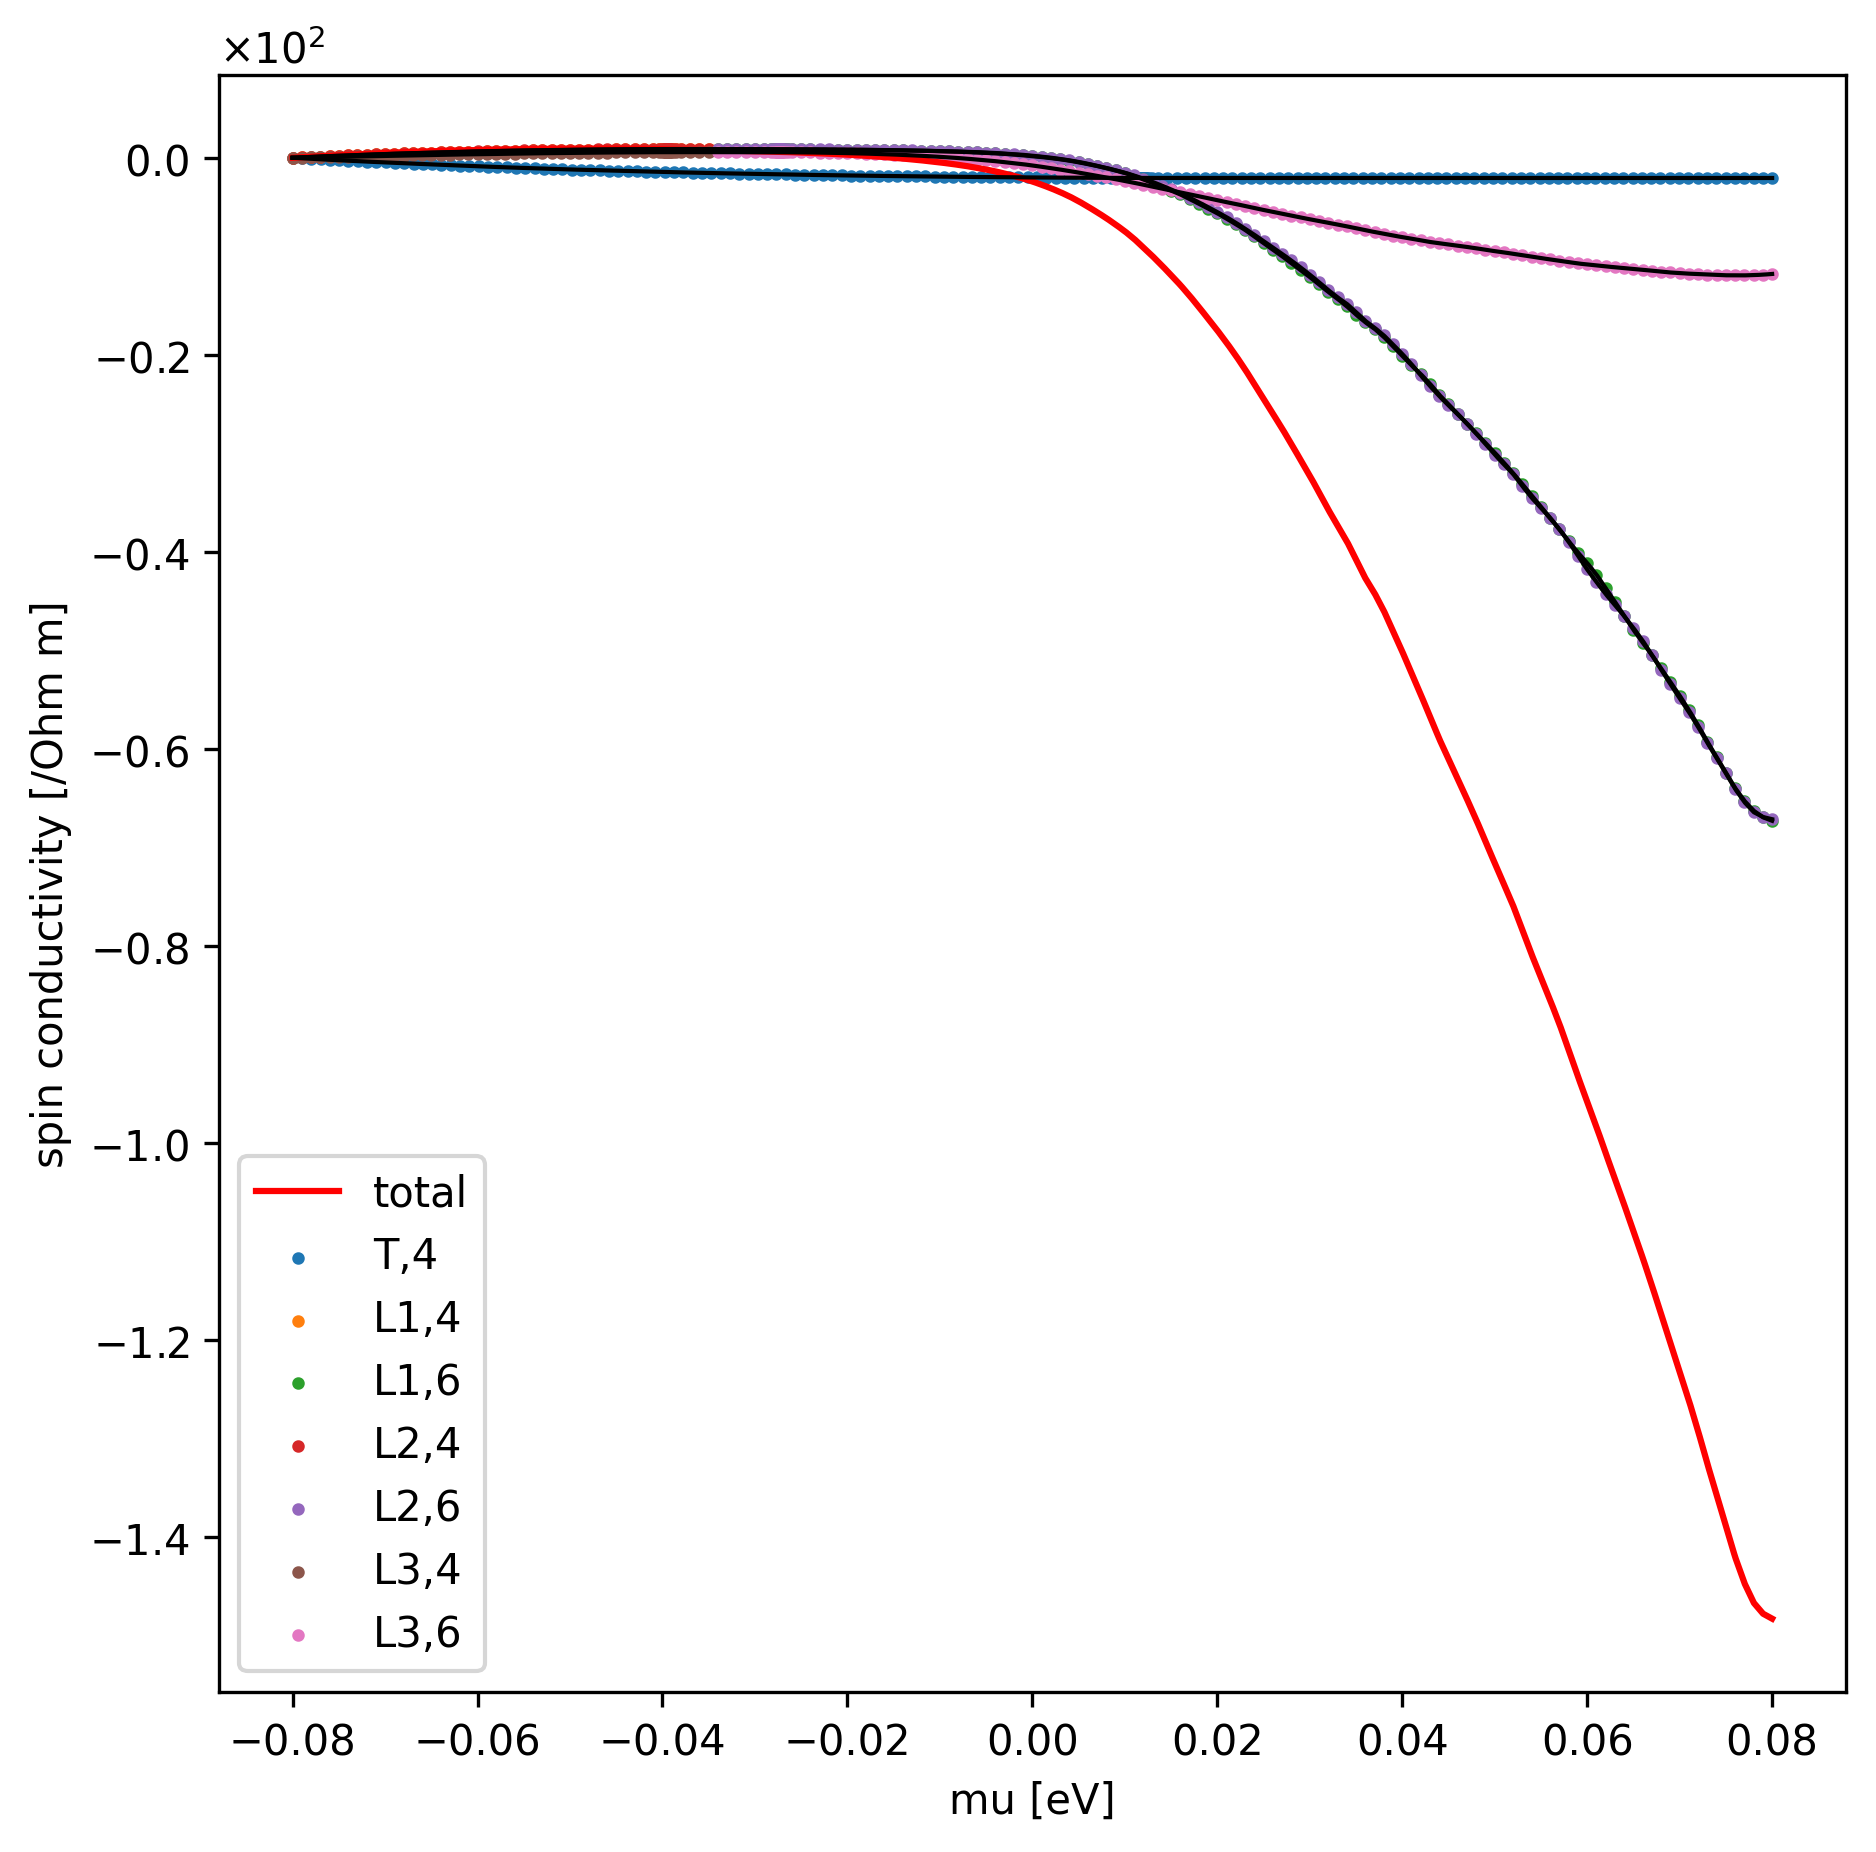 ×10²
0.0
−0.2
−0.4
−0.6
−0.8
−1.0
−1.2
−1.4
spin conductivity [/Ohm m]
total
T,4
L1,4
L1,6
L2,4
L2,6
L3,4
L3,6
−0.08 −0.06 −0.04 −0.02 0.00 0.02 0.04 0.06 0.08
mu [eV]